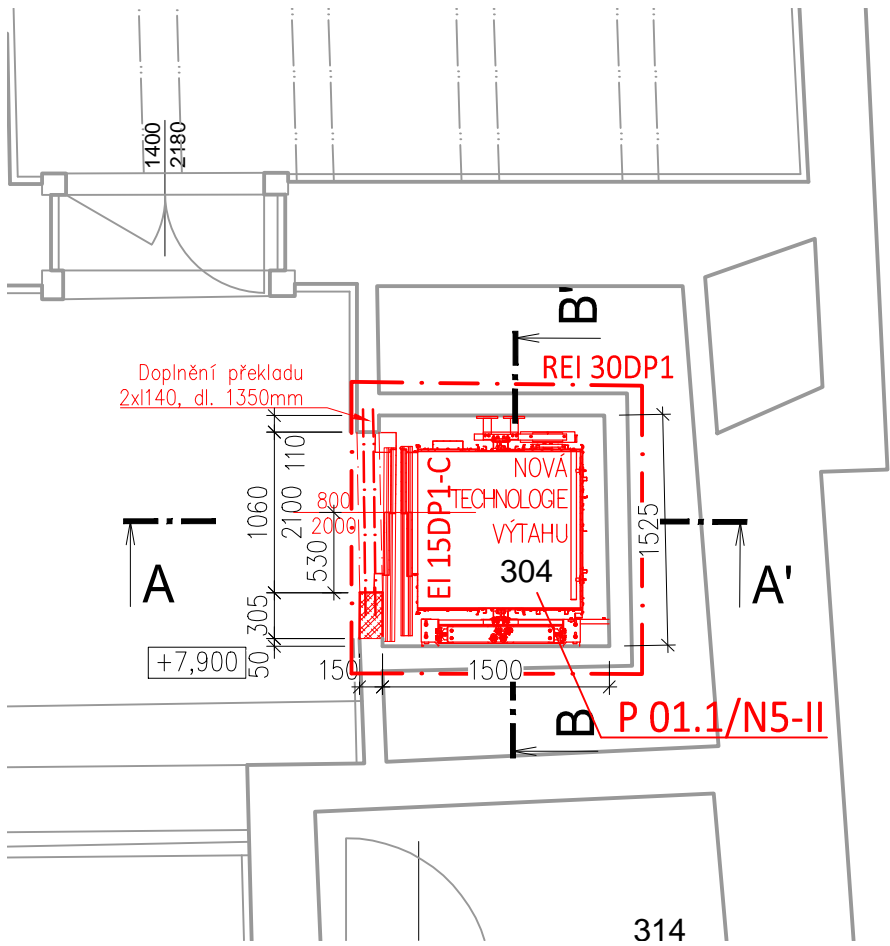 1400
2180
B'
REI 30DP1
Doplnění překladu
2xI140, dl. 1350mm
110
1060
2100
530
305
50
800
2000
EI 15DP1-C
NOVÁ
TECHNOLOGIE
VÝTAHU
304
1525
A
A'
+7,900
150
1500
B
P 01.1/N5-II
314